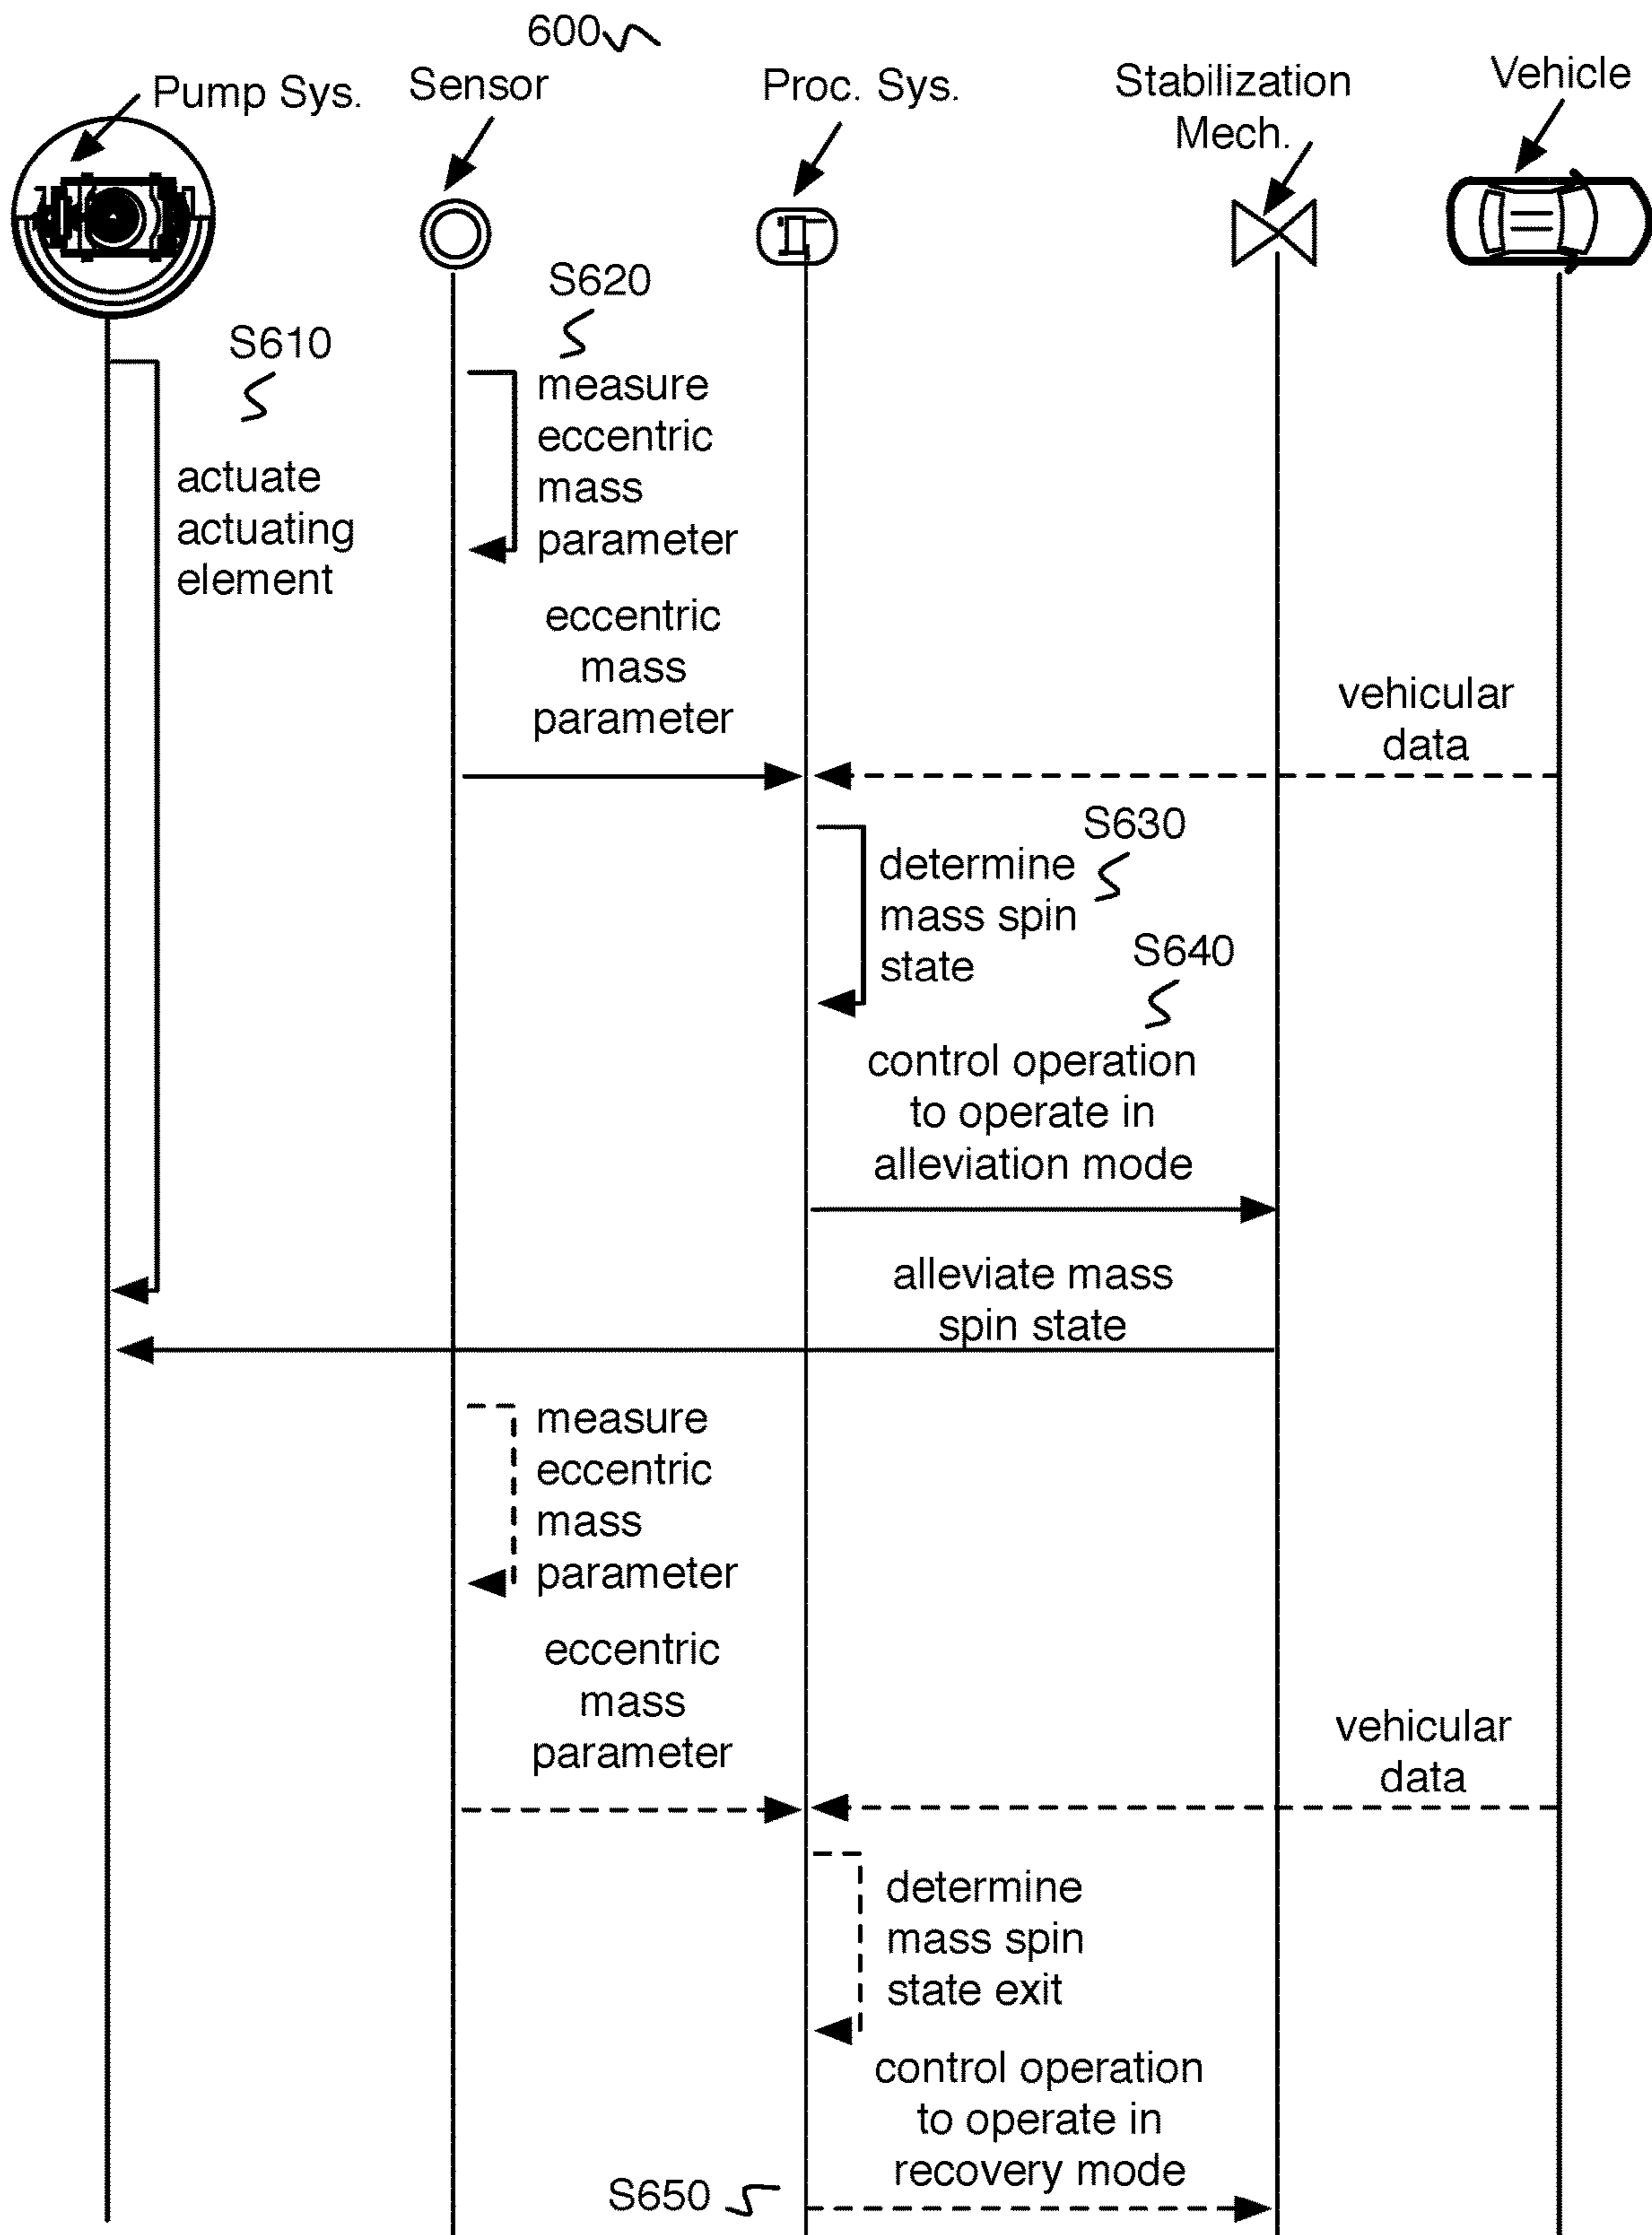 600
Pump Sys.
Sensor
Proc. Sys.
Stabilization
Mech.
Vehicle
S610
actuate
actuating
element
S620
measure
eccentric
mass
parameter
eccentric
mass
parameter
vehicular
data
S630
determine
mass spin
state
S640
control operation
to operate in
alleviation mode
alleviate mass
spin state
measure
eccentric
mass
parameter
eccentric
mass
parameter
vehicular
data
determine
mass spin
state exit
control operation
to operate in
recovery mode
S650